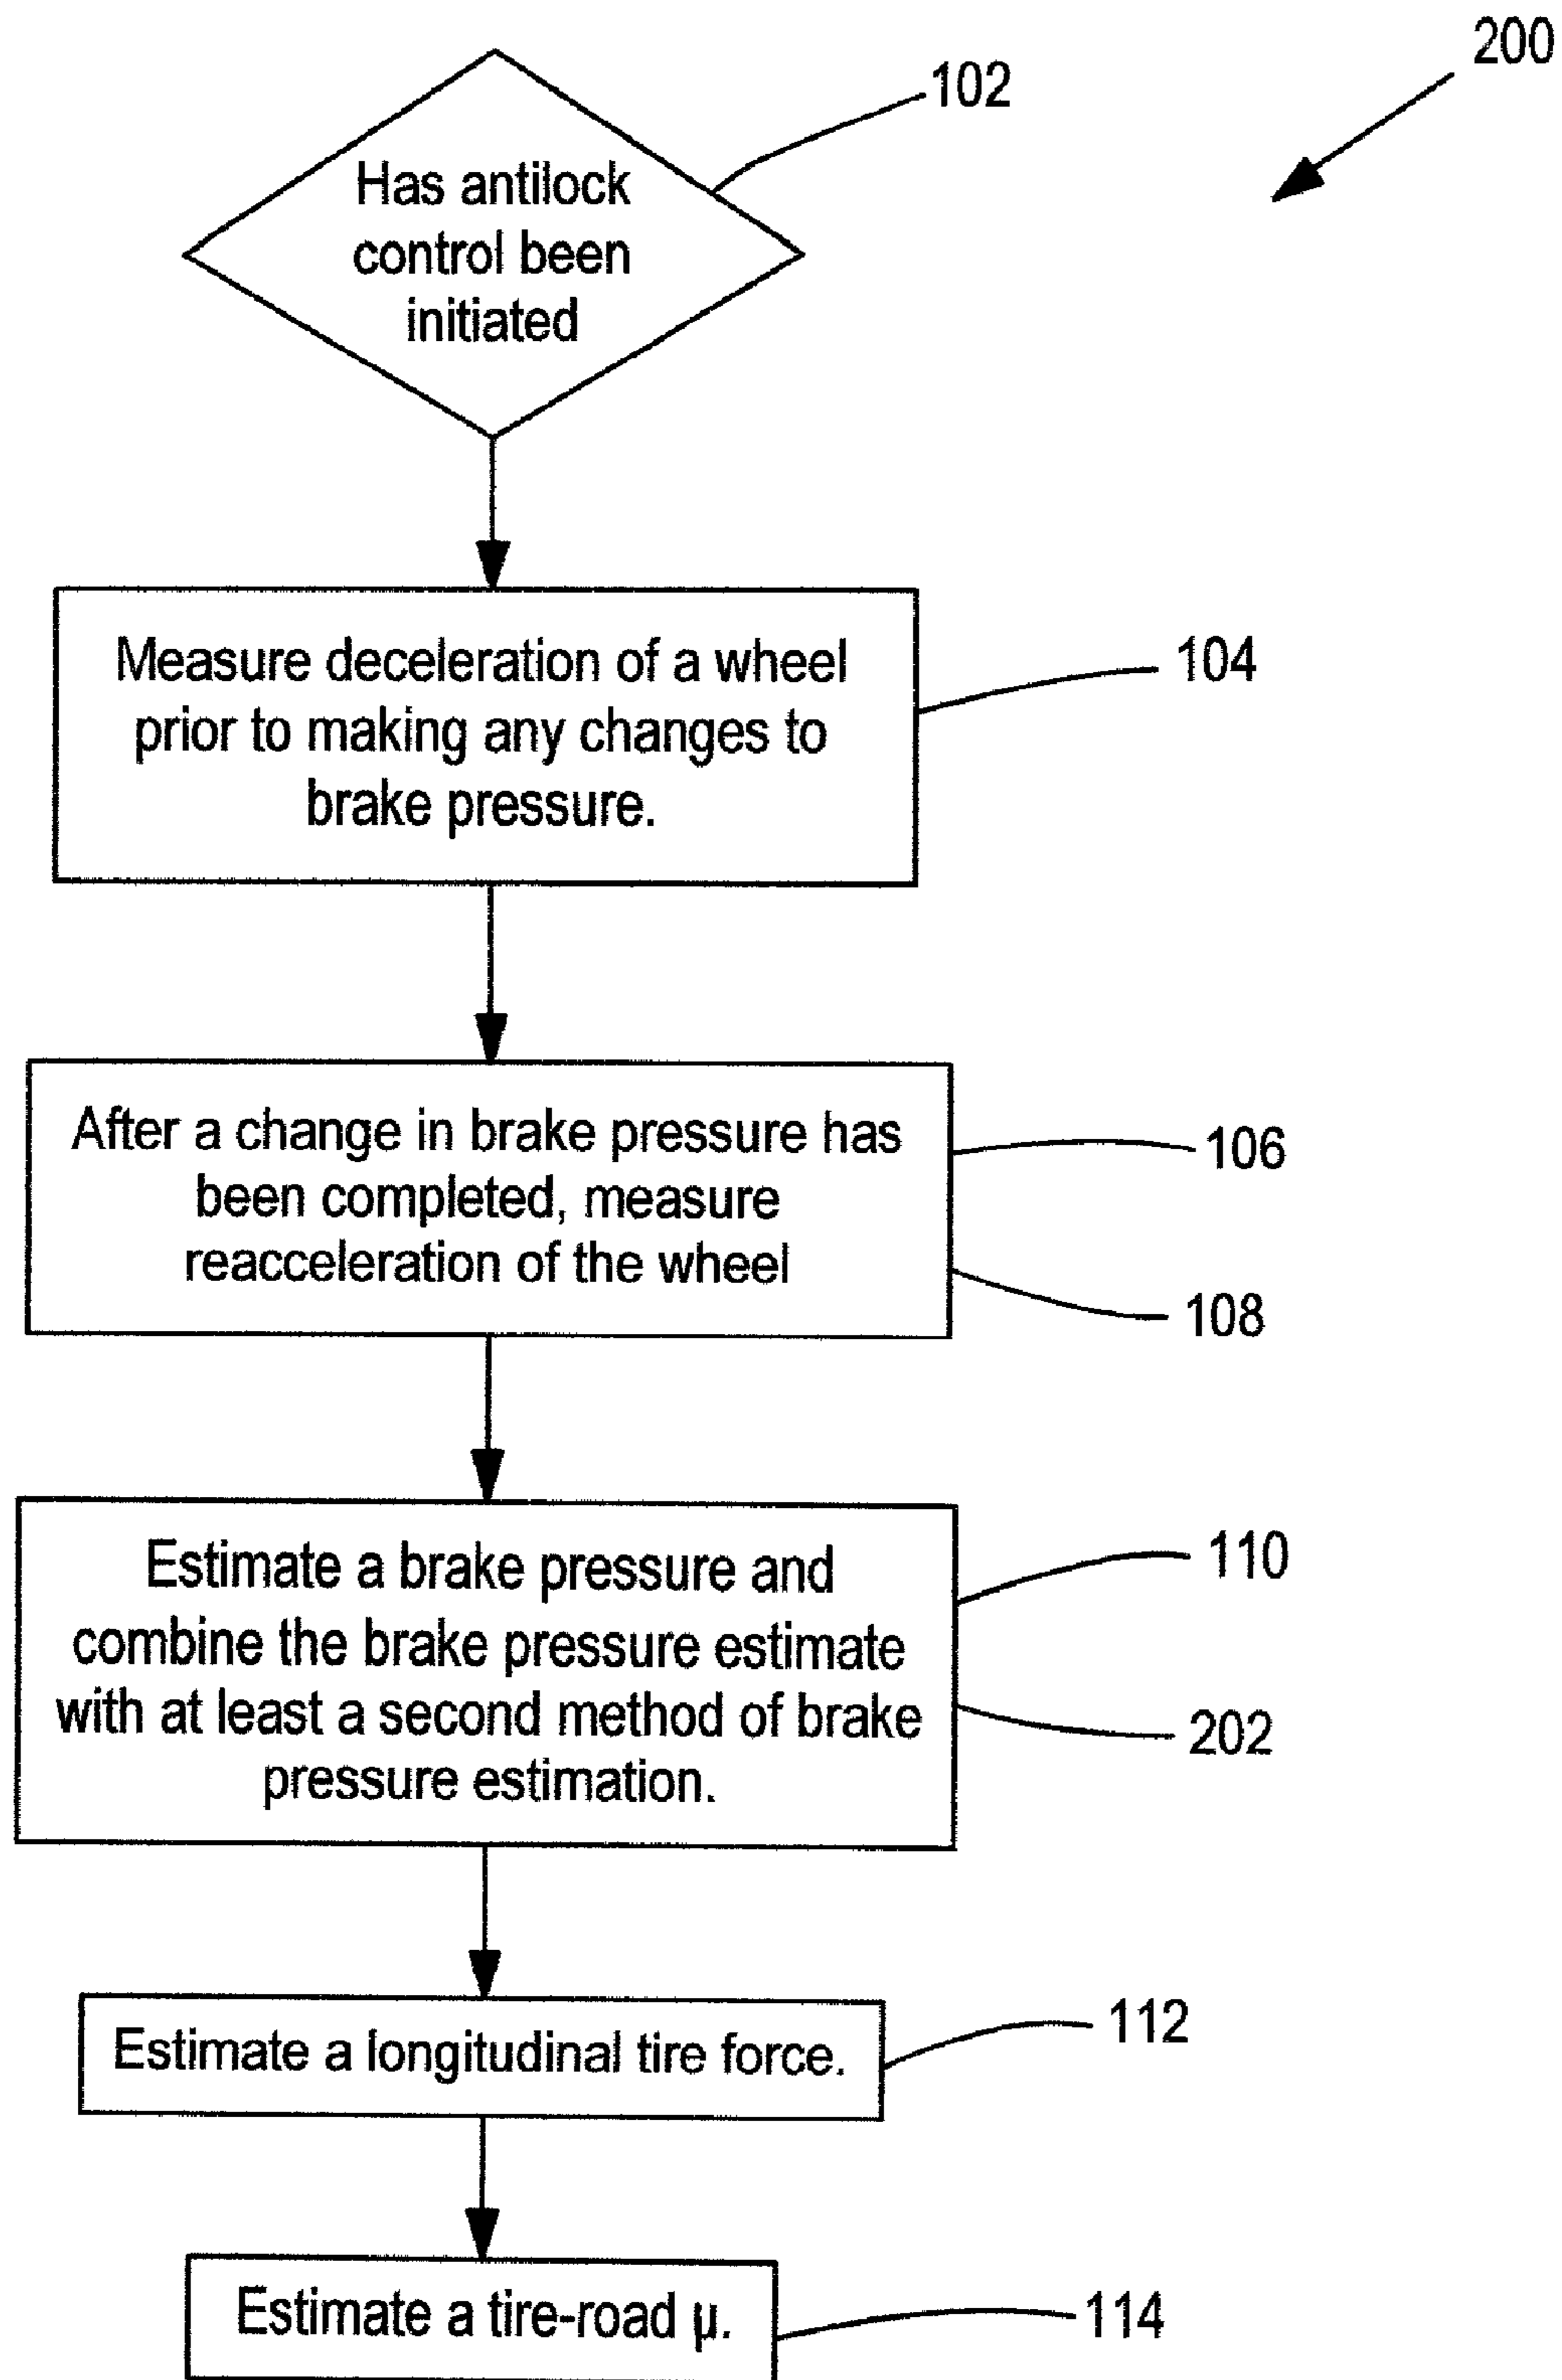 200
102
Has antilock
control been
initiated
Measure deceleration of a wheel
prior to making any changes to
brake pressure.
104
After a change in brake pressure has
been completed, measure
reacceleration of the wheel
106
108
Estimate a brake pressure and
combine the brake pressure estimate
with at least a second method of brake
pressure estimation.
110
202
Estimate a longitudinal tire force.
112
Estimate a tire-road μ.
114